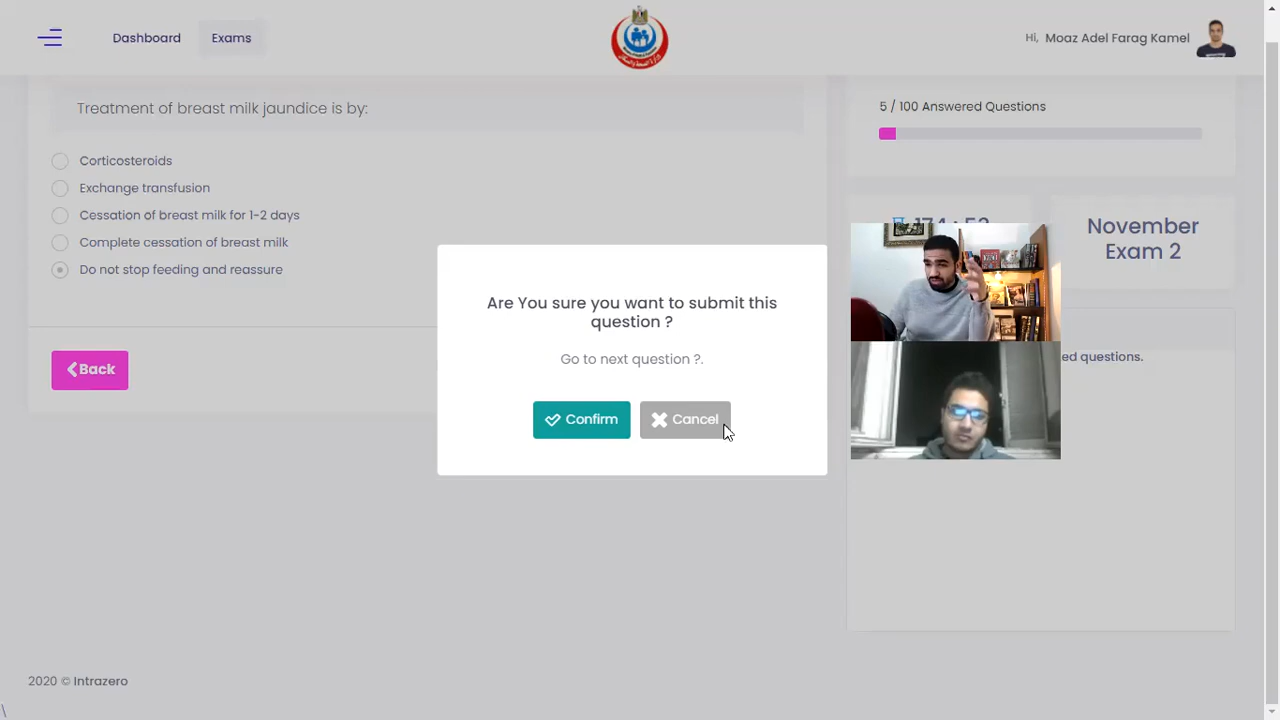 Dashboard
Exams
Hi, Moaz Adel Farag Kamel
Treatment of breast milk jaundice is by:
Corticosteroids
Exchange transfusion
Cessation of breast milk for 1-2 days
Complete cessation of breast milk
Do not stop feeding and reassure
Back
5 / 100 Answered Questions
November
Exam 2
ed questions.
Are You sure you want to submit this
question ?
Go to next question ?.
Confirm
Cancel
2020 © Intrazero
\